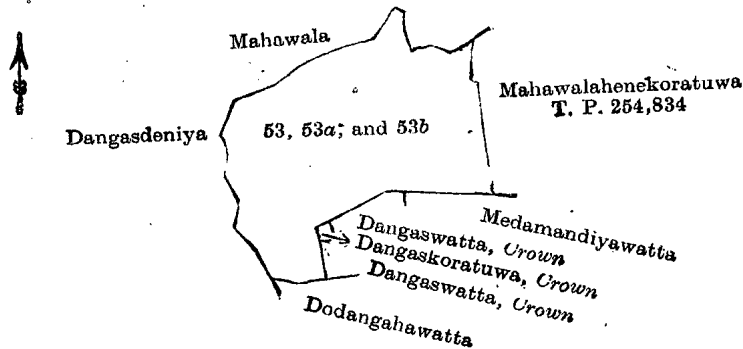 Mahawala
Mahawalahenekoratuwa
T. P. 254,834
Dangasdeniya
53, 53a; and 53b
Medamandiyawatta
Dangaswatta, Crown
Dangaskoratuwa, Crown
Dangaswatta, Crown
Dodangahawatta